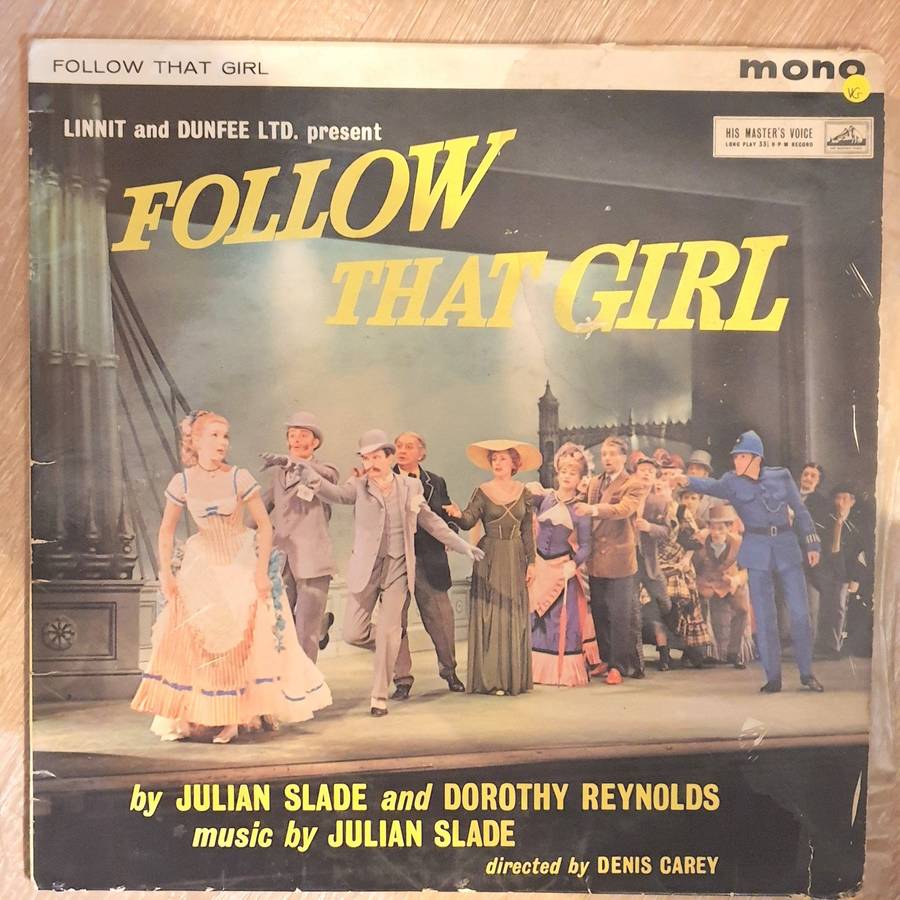 FOLLOW THAT GIRL
mono
VG
LINNIT and DUNFEE LTD. present
HIS MASTER'S VOICE
LONG PLAY 33⅓ R·P·M RECORD
FOLLOW
THAT GIRL
by JULIAN SLADE and DOROTHY REYNOLDS
music by JULIAN SLADE
directed by DENIS CAREY